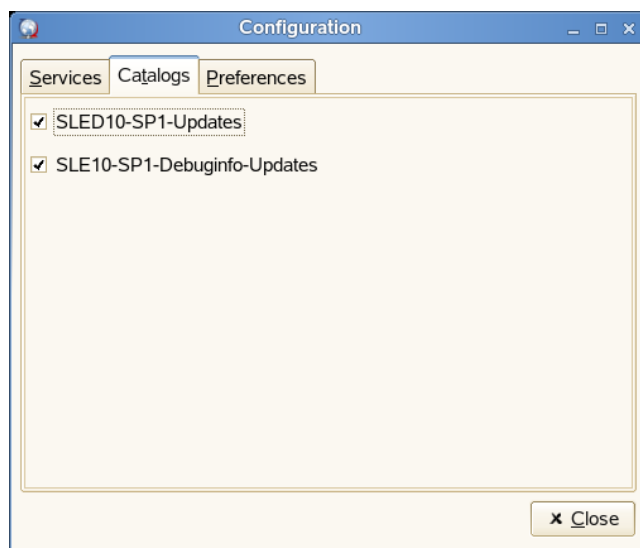 Configuration
Services Catalogs Preferences
SLED10-SP1-Updates
SLE10-SP1-Debuginfo-Updates
Close